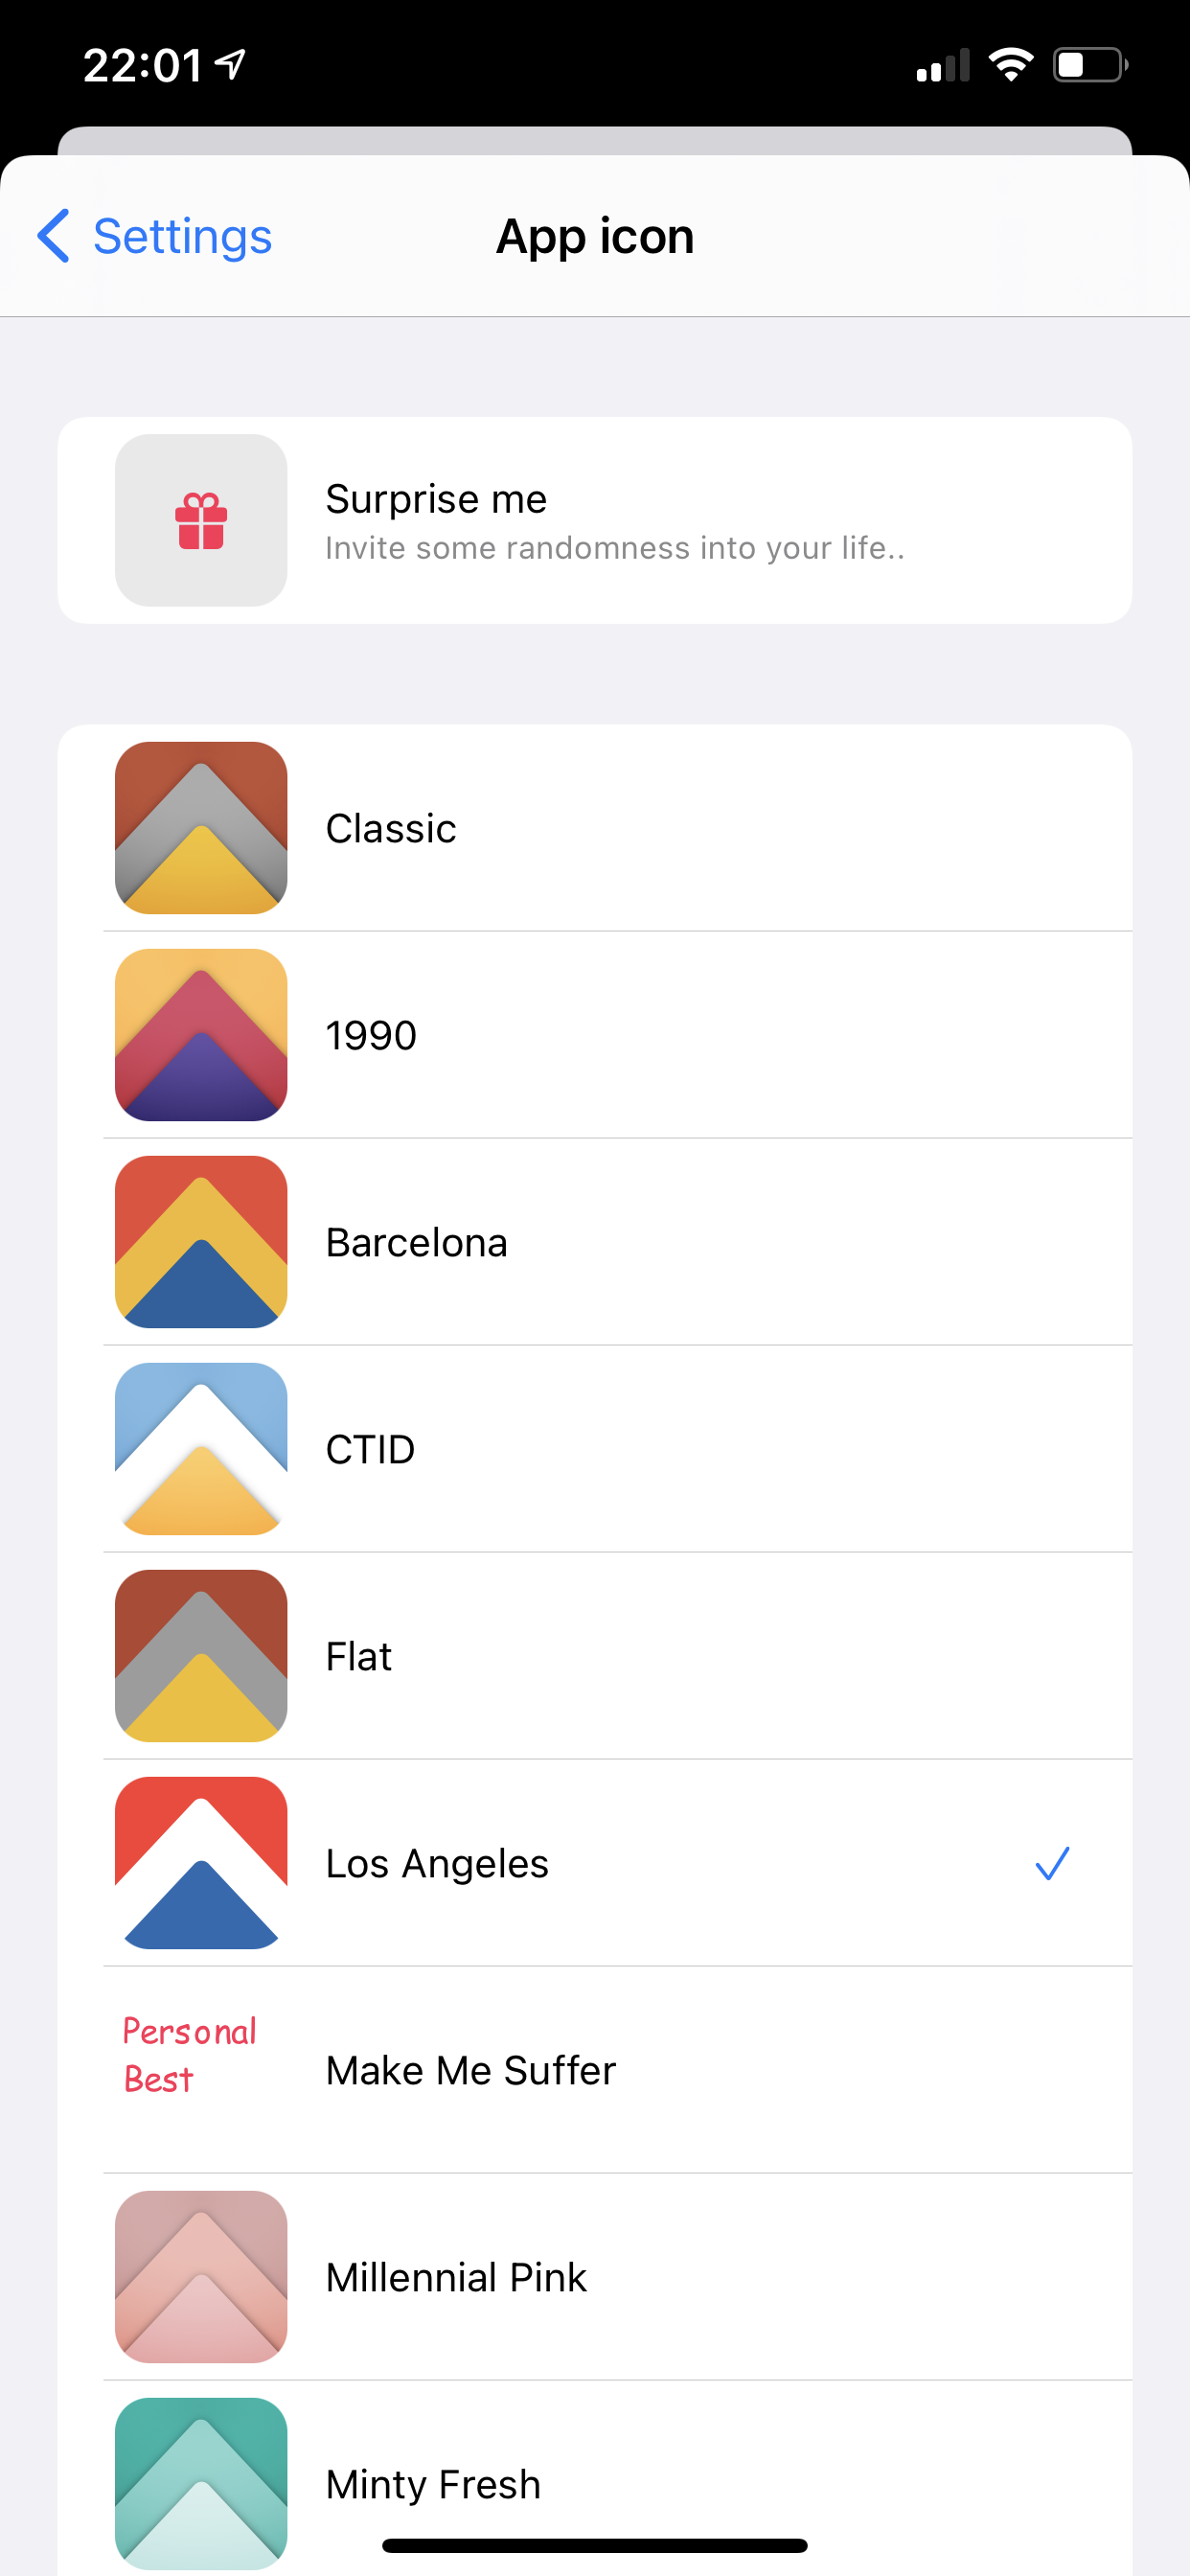 22:01
Settings
App icon
Surprise me
Invite some randomness into your life..
Classic
1990
Barcelona
CTID
Flat
Los Angeles
Personal
Best
Make Me Suffer
Millennial Pink
Minty Fresh